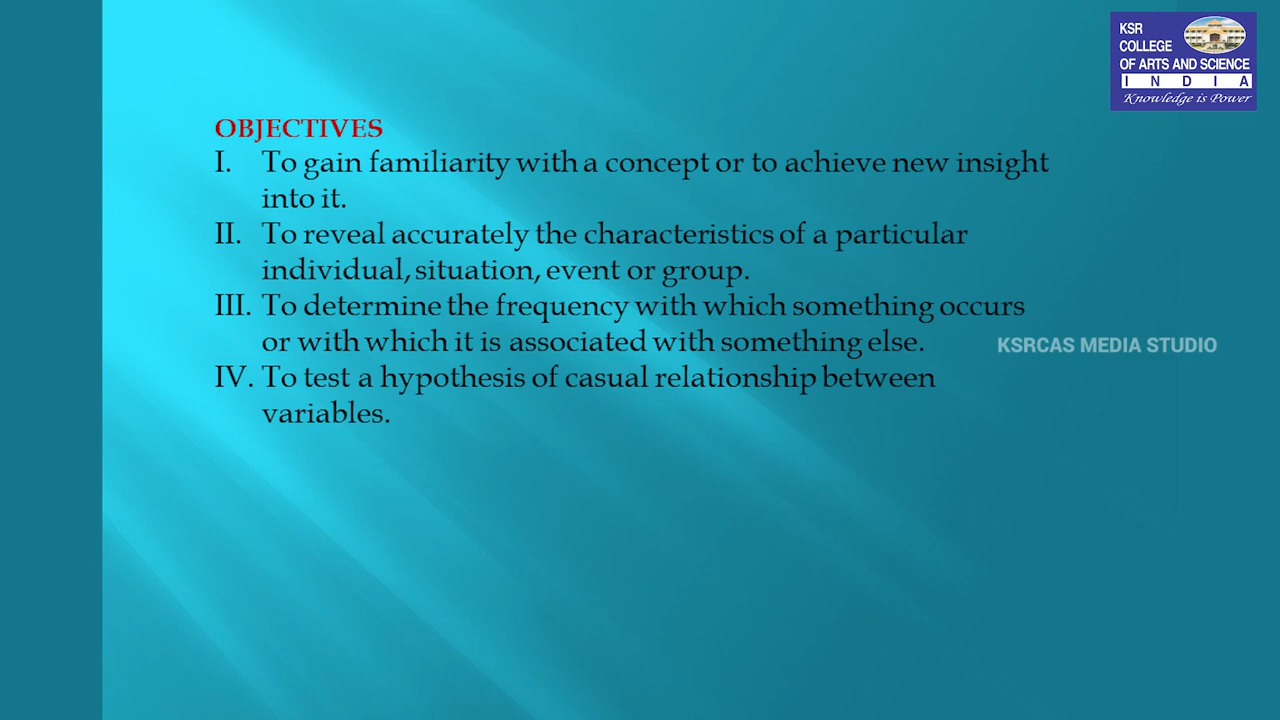 KSR
COLLEGE
OF ARTS AND SCIENCE
I N D I A
Knowledge is Power
OBJECTIVES
I. To gain familiarity with a concept or to achieve new insight
into it.
II. To reveal accurately the characteristics of a particular
individual, situation, event or group.
III. To determine the frequency with which something occurs
or with which it is associated with something else.
KSRCAS MEDIA STUDIO
IV. To test a hypothesis of casual relationship between
variables.